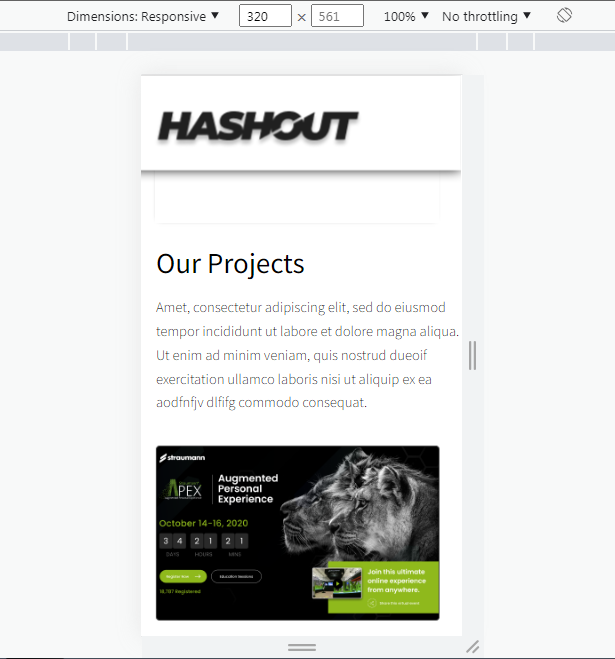 Dimensions: Responsive ▼ 320 × 561 100% ▼ No throttling ▼
HASHOUT
Our Projects
Amet, consectetur adipiscing elit, sed do eiusmod
tempor incididunt ut labore et dolore magna aliqua.
Ut enim ad minim veniam, quis nostrud dueoif
exercitation ullamco laboris nisi ut aliquip ex ea
aodfnfjv dlfifg commodo consequat.
straumann
APEX
Augmented
Personal
Experience
October 14-16, 2020
3 4 2 1 2 1
DAYS HOURS MINS
Register now → Education Sessions
18,787 Registered
Join this ultimate
online experience
from anywhere.